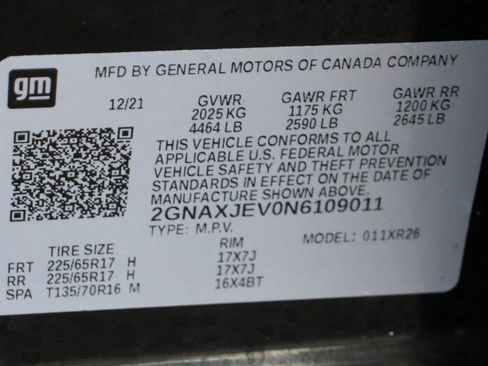 gm
MFD BY GENERAL MOTORS OF CANADA COMPANY
12/21 GVWR GAWR FRT GAWR RR
2025 KG 1175 KG 1200 KG
4464 LB 2590 LB 2645 LB
THIS VEHICLE CONFORMS TO ALL
APPLICABLE U.S. FEDERAL MOTOR
VEHICLE SAFETY AND THEFT PREVENTION
STANDARDS IN EFFECT ON THE DATE OF
MANUFACTURE SHOWN ABOVE.
2GNAXJEV0N6109011
TYPE: M.P.V. MODEL: 011XR26
TIRE SIZE RIM
FRT 225/65R17 H 17X7J
RR 225/65R17 H 17X7J
SPA T135/70R16 M 16X4BT